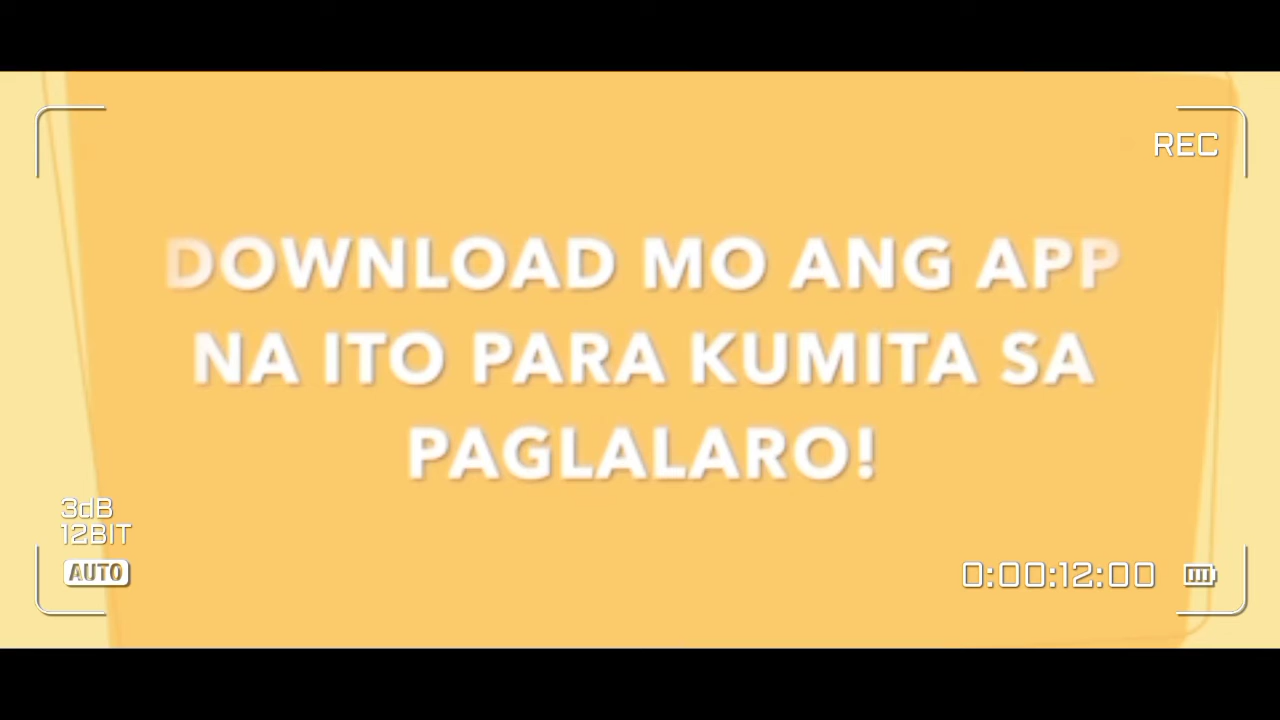 REC
DOWNLOAD MO ANG APP
NA ITO PARA KUMITA SA
PAGLALARO!
3dB
12BIT
AUTO
0:00:12:00